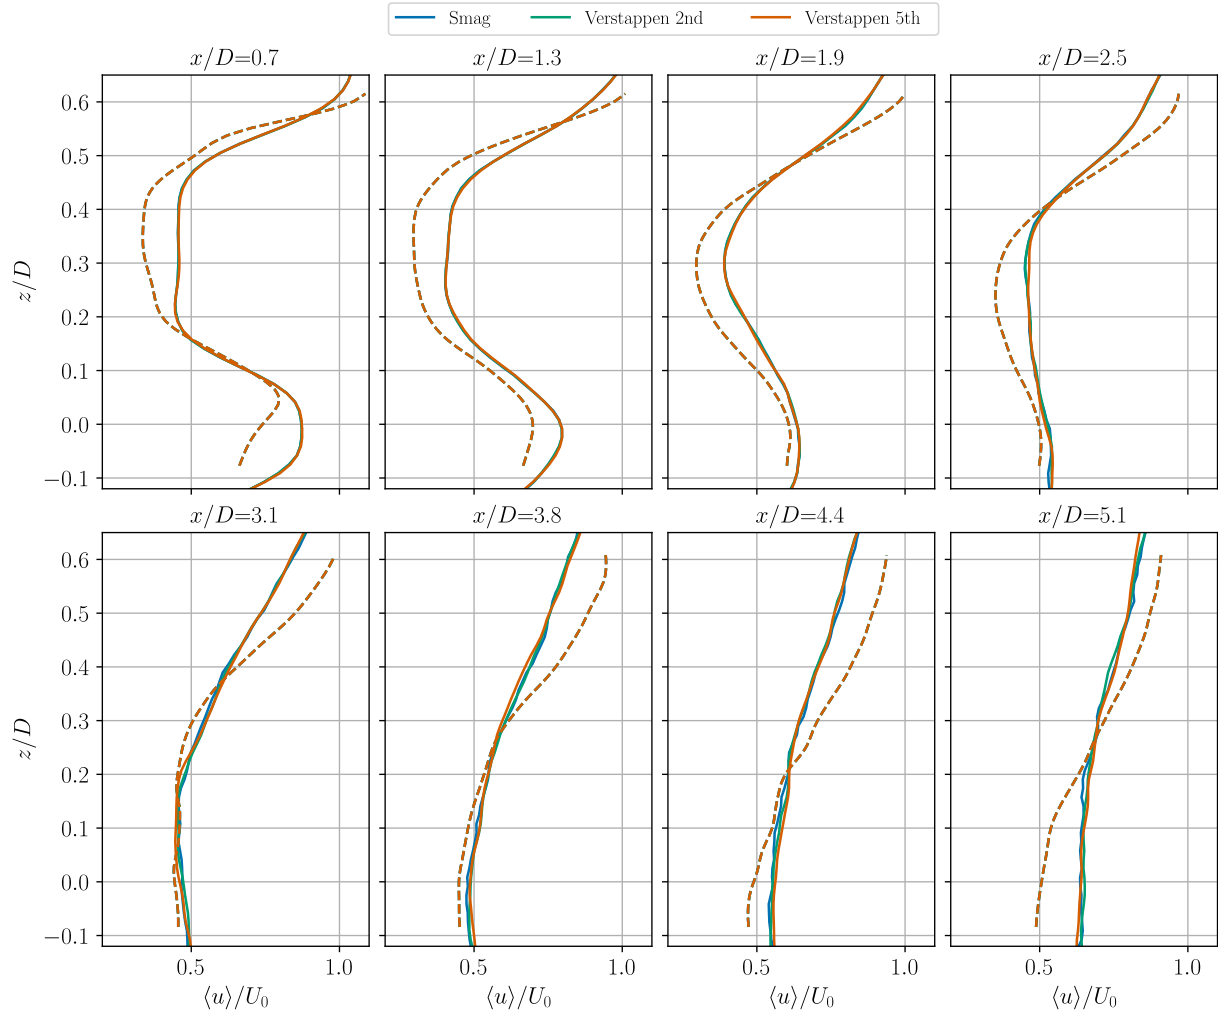 Smag Verstappen 2nd Verstappen 5th
x/D=0.7 x/D=1.3 x/D=1.9 x/D=2.5
0.6
0.5
0.4
0.3
0.2
0.1
0.0
−0.1
z/D
x/D=3.1 x/D=3.8 x/D=4.4 x/D=5.1
0.6
0.5
0.4
0.3
0.2
0.1
0.0
−0.1
z/D
0.5 1.0 0.5 1.0 0.5 1.0 0.5 1.0
⟨u⟩/U₀ ⟨u⟩/U₀ ⟨u⟩/U₀ ⟨u⟩/U₀